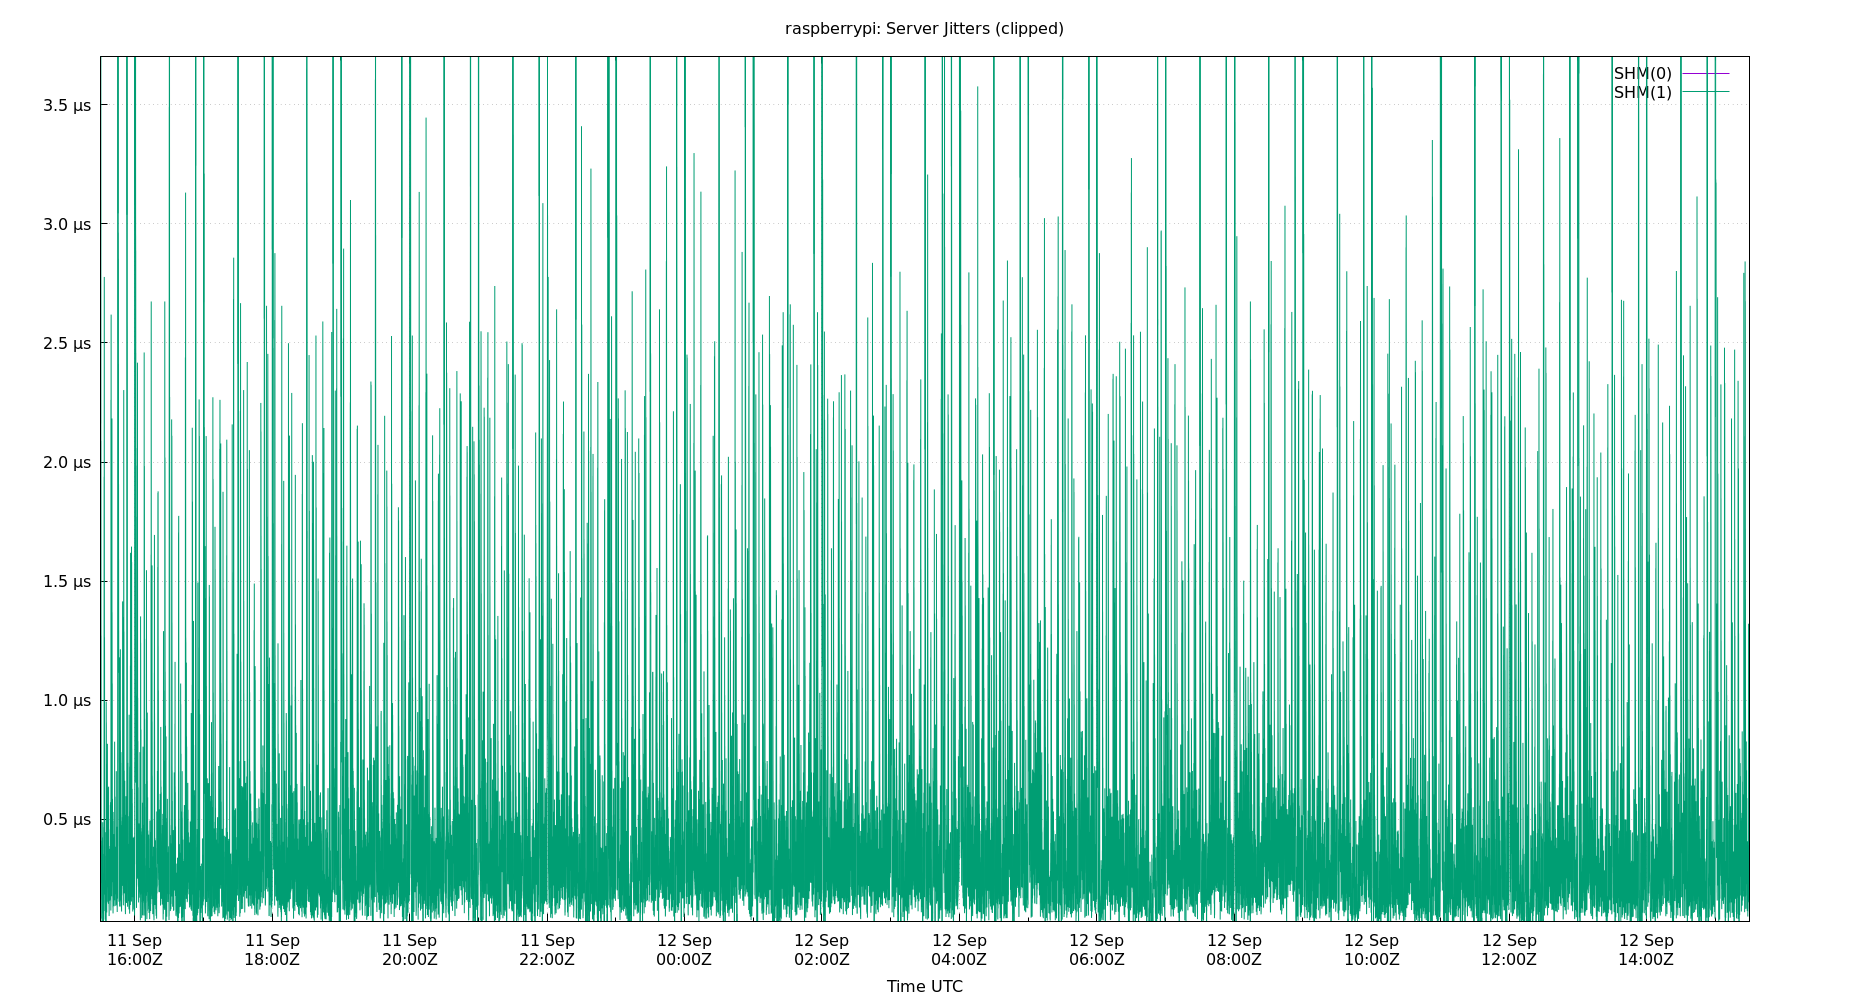 raspberrypi: Server Jitters (clipped)
SHM(0)
SHM(1)
3.5 µs
3.0 µs
2.5 µs
2.0 µs
1.5 µs
1.0 µs
0.5 µs
11 Sep 11 Sep 11 Sep 11 Sep 12 Sep 12 Sep 12 Sep 12 Sep 12 Sep 12 Sep 12 Sep 12 Sep
16:00Z 18:00Z 20:00Z 22:00Z 00:00Z 02:00Z 04:00Z 06:00Z 08:00Z 10:00Z 12:00Z 14:00Z
Time UTC